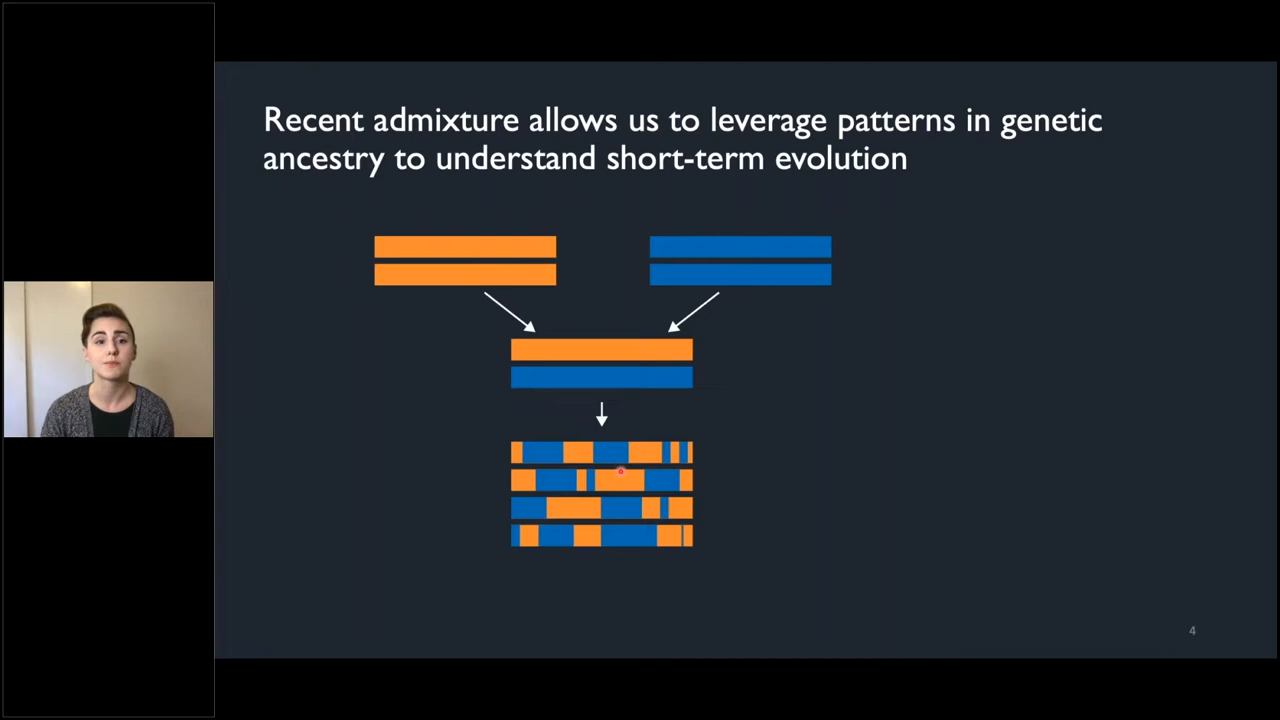 Recent admixture allows us to leverage patterns in genetic
ancestry to understand short-term evolution
4